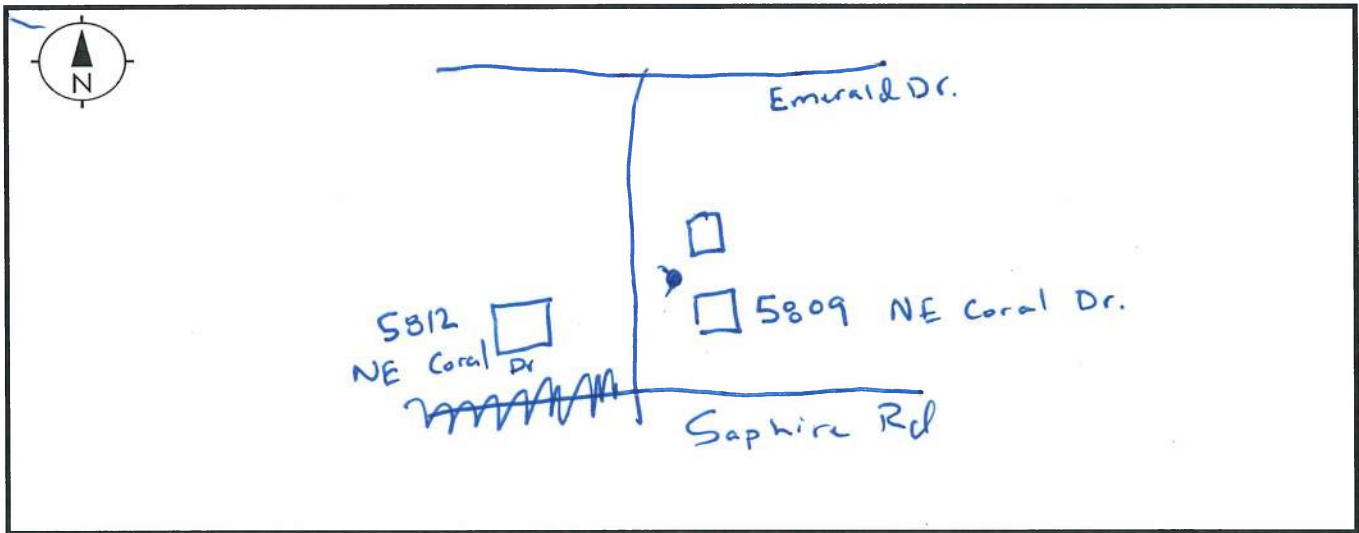 N
Emerald Dr.
5812
NE Coral Dr
5809 NE Coral Dr.
Saphire Rd